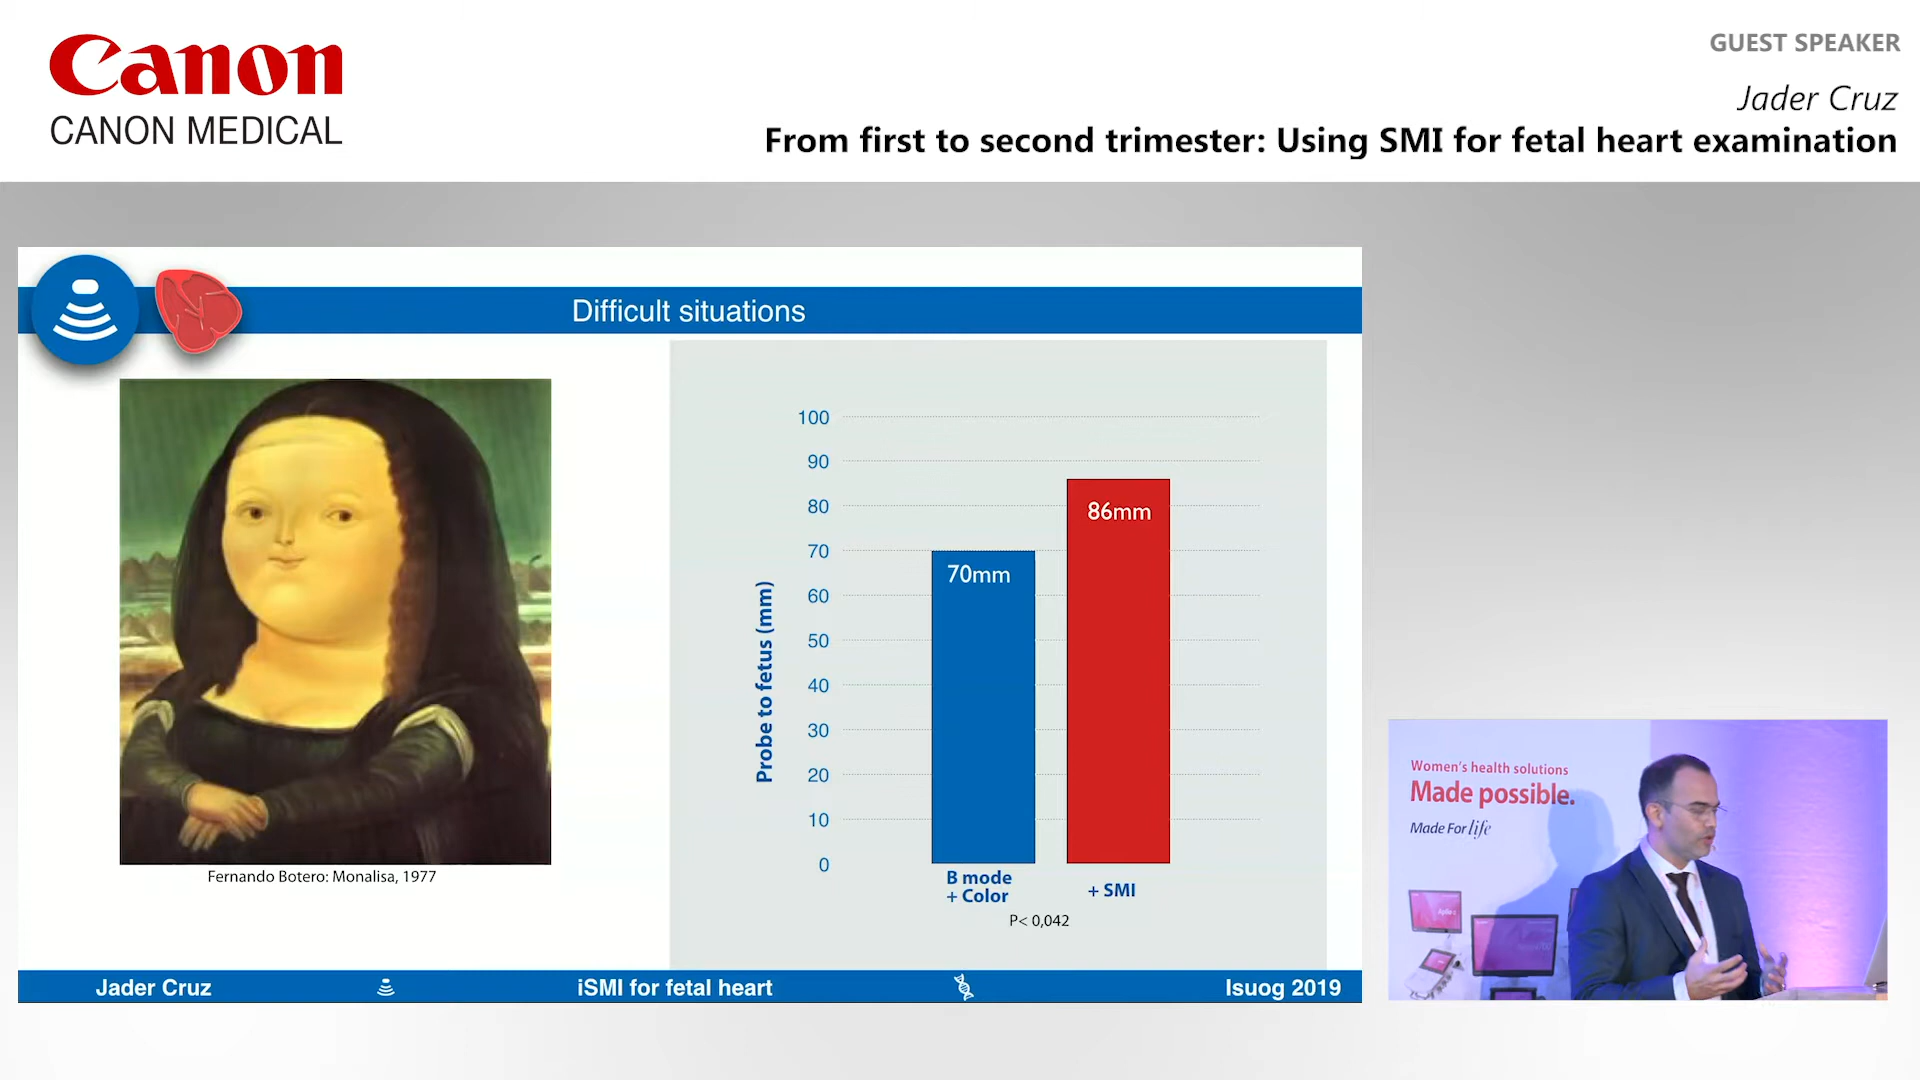 Canon
CANON MEDICAL
GUEST SPEAKER
Jader Cruz
From first to second trimester: Using SMI for fetal heart examination
Difficult situations
Fernando Botero: Monalisa, 1977
Probe to fetus (mm)
100
90
80
70
60
50
40
30
20
10
0
70mm
86mm
B mode
+ Color
+ SMI
P< 0,042
Jader Cruz
iSMI for fetal heart
Isuog 2019
Women's health solutions
Made possible.
Made For life